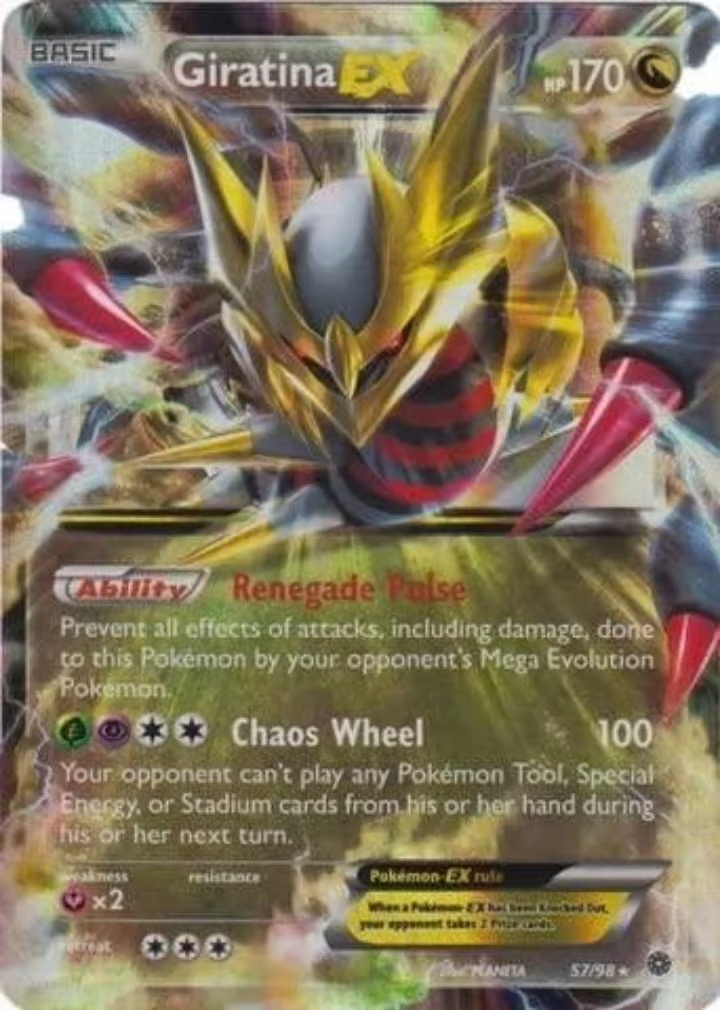 BASIC
Giratina EX HP 170
Ability Renegade Pulse
Prevent all effects of attacks, including damage, done
to this Pokémon by your opponent's Mega Evolution
Pokémon.
Chaos Wheel 100
Your opponent can't play any Pokémon Tool, Special
Energy, or Stadium cards from his or her hand during
his or her next turn.
weakness resistance
×2
retreat
Pokémon-EX rule
When a Pokémon-EX has been Knocked Out,
your opponent takes 2 Prize cards.
Illus. PLANETA 57/98★